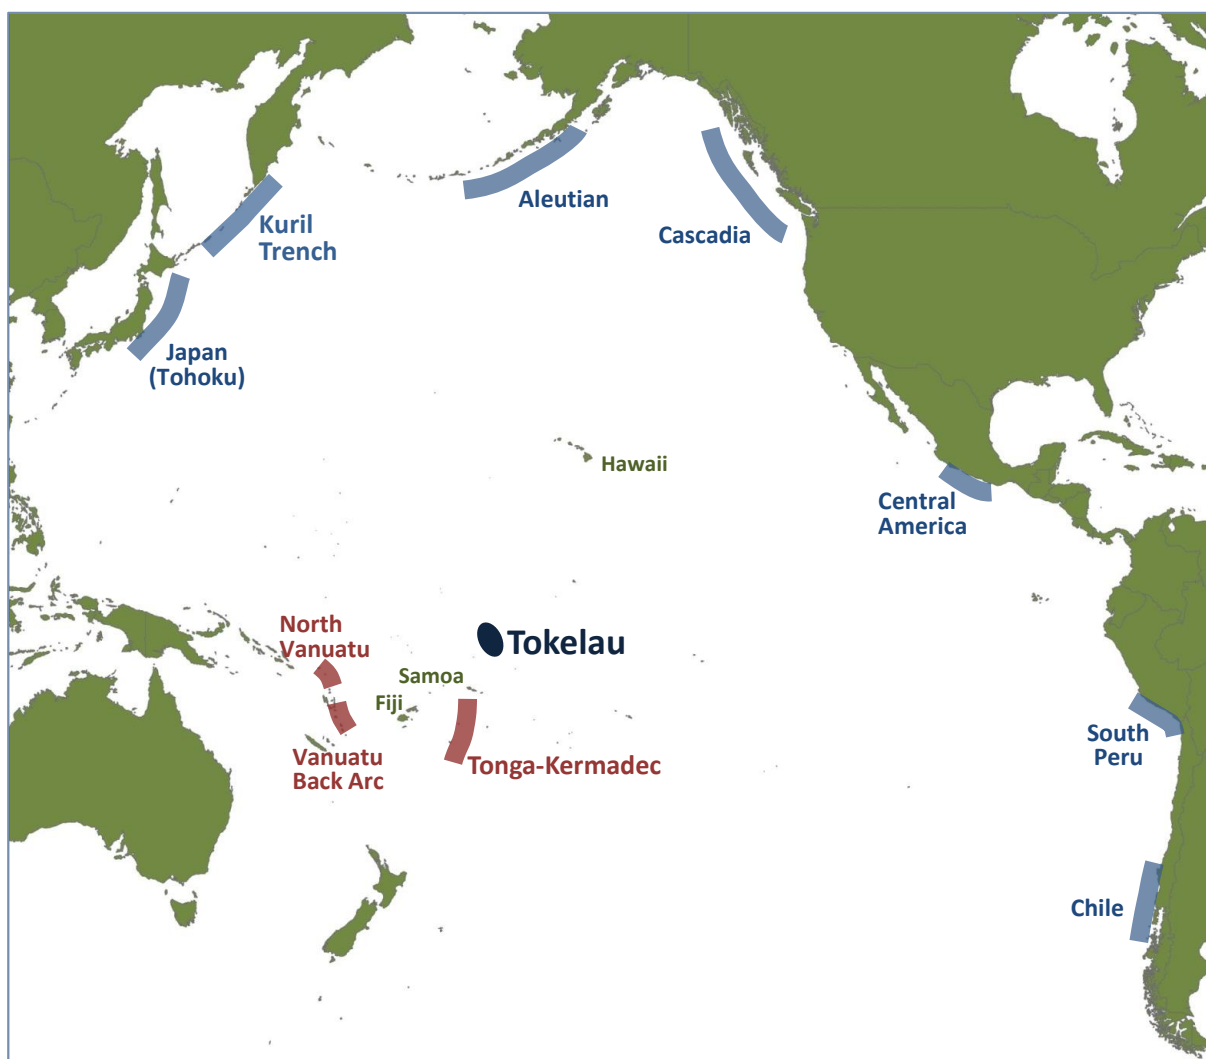 Aleutian
Kuril
Trench
Cascadia
Japan
(Tohoku)
Hawaii
Central
America
North
Vanuatu
Tokelau
Samoa
Fiji
Vanuatu
Back Arc
Tonga-Kermadec
South
Peru
Chile